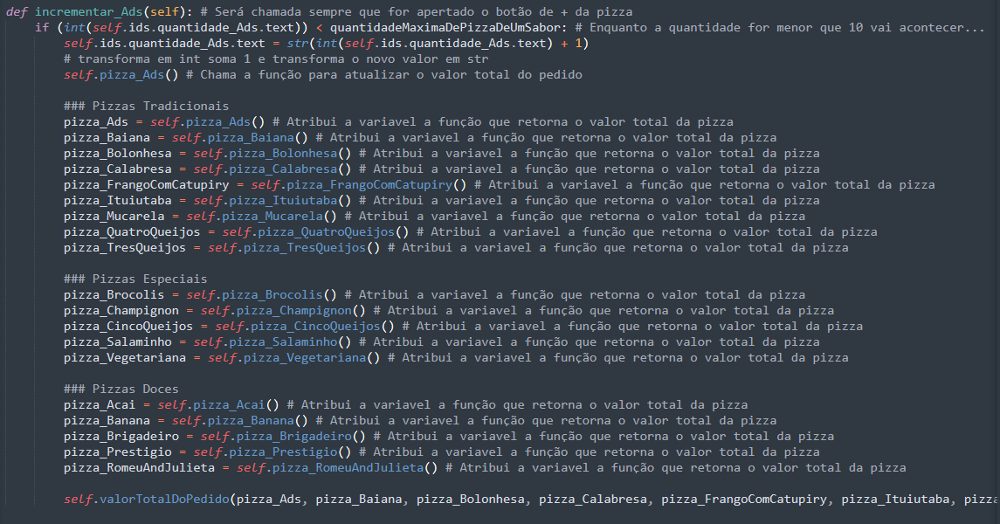 def incrementar_Ads(self): # Será chamada sempre que for apertado o botão de + da pizza
if (int(self.ids.quantidade_Ads.text)) < quantidadeMaximaDePizzaDeUmSabor: # Enquanto a quantidade for menor que 10 vai acontecer...
self.ids.quantidade_Ads.text = str(int(self.ids.quantidade_Ads.text) + 1)
# transforma em int soma 1 e transforma o novo valor em str
self.pizza_Ads() # Chama a função para atualizar o valor total do pedido
### Pizzas Tradicionais
pizza_Ads = self.pizza_Ads() # Atribui a variavel a função que retorna o valor total da pizza
pizza_Baiana = self.pizza_Baiana() # Atribui a variavel a função que retorna o valor total da pizza
pizza_Bolonhesa = self.pizza_Bolonhesa() # Atribui a variavel a função que retorna o valor total da pizza
pizza_Calabresa = self.pizza_Calabresa() # Atribui a variavel a função que retorna o valor total da pizza
pizza_FrangoComCatupiry = self.pizza_FrangoComCatupiry() # Atribui a variavel a função que retorna o valor total da pizza
pizza_Ituiutaba = self.pizza_Ituiutaba() # Atribui a variavel a função que retorna o valor total da pizza
pizza_Mucarela = self.pizza_Mucarela() # Atribui a variavel a função que retorna o valor total da pizza
pizza_QuatroQueijos = self.pizza_QuatroQueijos() # Atribui a variavel a função que retorna o valor total da pizza
pizza_TresQueijos = self.pizza_TresQueijos() # Atribui a variavel a função que retorna o valor total da pizza
### Pizzas Especiais
pizza_Brocolis = self.pizza_Brocolis() # Atribui a variavel a função que retorna o valor total da pizza
pizza_Champignon = self.pizza_Champignon() # Atribui a variavel a função que retorna o valor total da pizza
pizza_CincoQueijos = self.pizza_CincoQueijos() # Atribui a variavel a função que retorna o valor total da pizza
pizza_Salaminho = self.pizza_Salaminho() # Atribui a variavel a função que retorna o valor total da pizza
pizza_Vegetariana = self.pizza_Vegetariana() # Atribui a variavel a função que retorna o valor total da pizza
### Pizzas Doces
pizza_Acai = self.pizza_Acai() # Atribui a variavel a função que retorna o valor total da pizza
pizza_Banana = self.pizza_Banana() # Atribui a variavel a função que retorna o valor total da pizza
pizza_Brigadeiro = self.pizza_Brigadeiro() # Atribui a variavel a função que retorna o valor total da pizza
pizza_Prestigio = self.pizza_Prestigio() # Atribui a variavel a função que retorna o valor total da pizza
pizza_RomeuAndJulieta = self.pizza_RomeuAndJulieta() # Atribui a variavel a função que retorna o valor total da pizza
self.valorTotalDoPedido(pizza_Ads, pizza_Baiana, pizza_Bolonhesa, pizza_Calabresa, pizza_FrangoComCatupiry, pizza_Ituiutaba, pizza